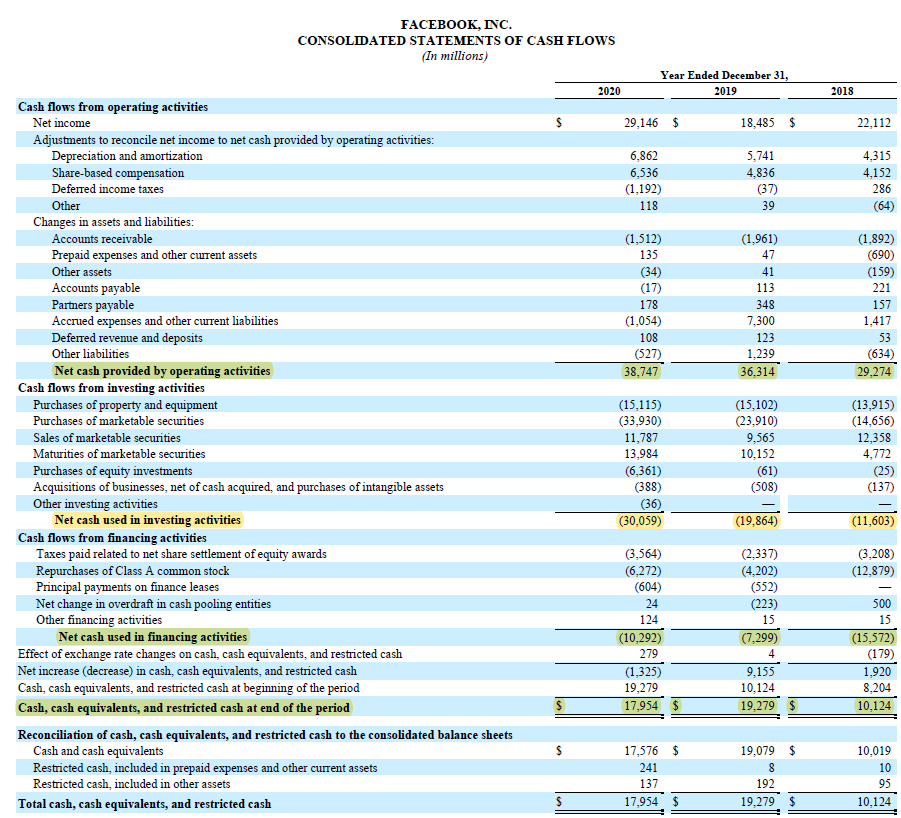 FACEBOOK, INC.
CONSOLIDATED STATEMENTS OF CASH FLOWS
(In millions)
Year Ended December 31,
2020 2019 2018
Cash flows from operating activities
Net income $ 29,146 $ 18,485 $ 22,112
Adjustments to reconcile net income to net cash provided by operating activities:
Depreciation and amortization 6,862 5,741 4,315
Share-based compensation 6,536 4,836 4,152
Deferred income taxes (1,192) (37) 286
Other 118 39 (64)
Changes in assets and liabilities:
Accounts receivable (1,512) (1,961) (1,892)
Prepaid expenses and other current assets 135 47 (690)
Other assets (34) 41 (159)
Accounts payable (17) 113 221
Partners payable 178 348 157
Accrued expenses and other current liabilities (1,054) 7,300 1,417
Deferred revenue and deposits 108 123 53
Other liabilities (527) 1,239 (634)
Net cash provided by operating activities 38,747 36,314 29,274
Cash flows from investing activities
Purchases of property and equipment (15,115) (15,102) (13,915)
Purchases of marketable securities (33,930) (23,910) (14,656)
Sales of marketable securities 11,787 9,565 12,358
Maturities of marketable securities 13,984 10,152 4,772
Purchases of equity investments (6,361) (61) (25)
Acquisitions of businesses, net of cash acquired, and purchases of intangible assets (388) (508) (137)
Other investing activities (36) — —
Net cash used in investing activities (30,059) (19,864) (11,603)
Cash flows from financing activities
Taxes paid related to net share settlement of equity awards (3,564) (2,337) (3,208)
Repurchases of Class A common stock (6,272) (4,202) (12,879)
Principal payments on finance leases (604) (552) —
Net change in overdraft in cash pooling entities 24 (223) 500
Other financing activities 124 15 15
Net cash used in financing activities (10,292) (7,299) (15,572)
Effect of exchange rate changes on cash, cash equivalents, and restricted cash 279 4 (179)
Net increase (decrease) in cash, cash equivalents, and restricted cash (1,325) 9,155 1,920
Cash, cash equivalents, and restricted cash at beginning of the period 19,279 10,124 8,204
Cash, cash equivalents, and restricted cash at end of the period $ 17,954 $ 19,279 $ 10,124
Reconciliation of cash, cash equivalents, and restricted cash to the consolidated balance sheets
Cash and cash equivalents $ 17,576 $ 19,079 $ 10,019
Restricted cash, included in prepaid expenses and other current assets 241 8 10
Restricted cash, included in other assets 137 192 95
Total cash, cash equivalents, and restricted cash $ 17,954 $ 19,279 $ 10,124